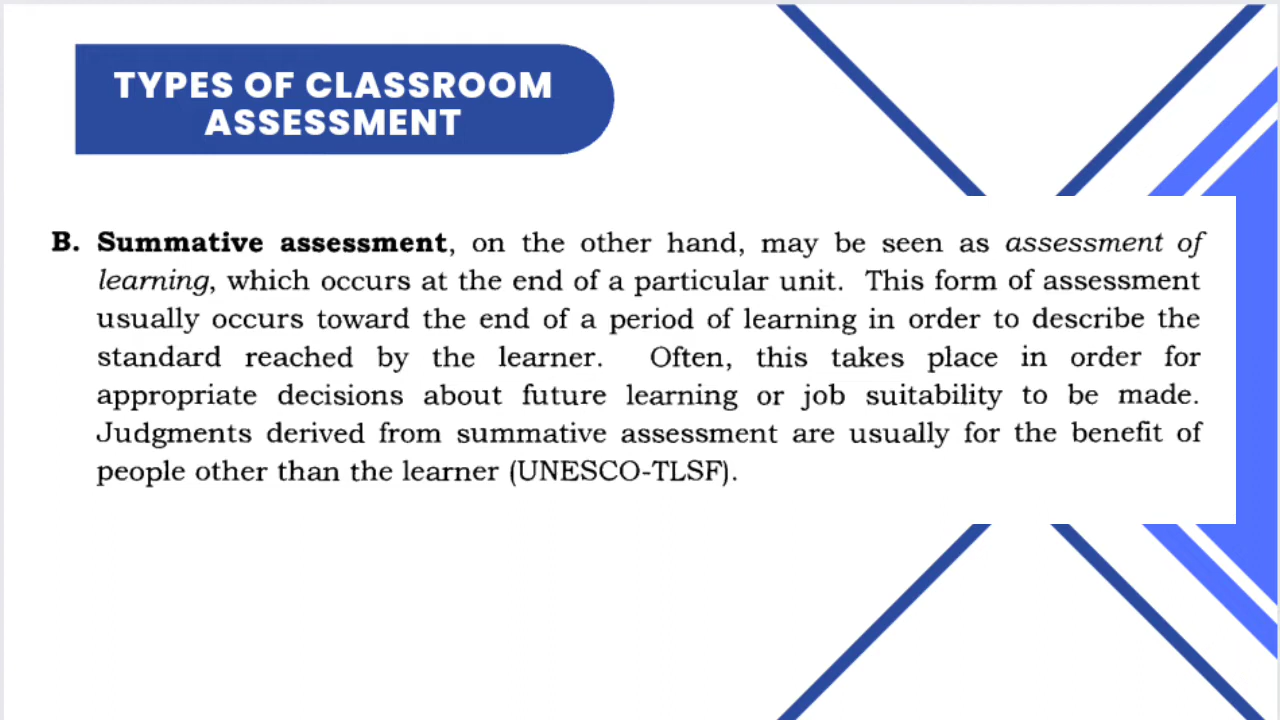 TYPES OF CLASSROOM
ASSESSMENT
B. Summative assessment, on the other hand, may be seen as assessment of
learning, which occurs at the end of a particular unit. This form of assessment
usually occurs toward the end of a period of learning in order to describe the
standard reached by the learner. Often, this takes place in order for
appropriate decisions about future learning or job suitability to be made.
Judgments derived from summative assessment are usually for the benefit of
people other than the learner (UNESCO-TLSF).